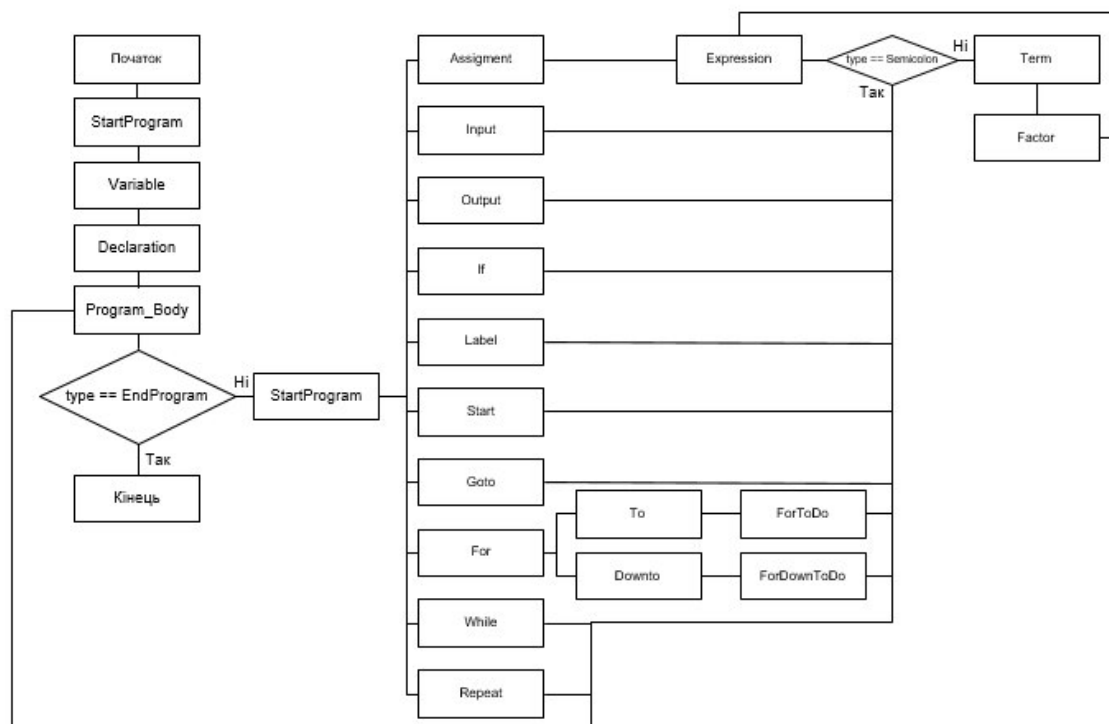 Початок
StartProgram
Variable
Declaration
Program_Body
type == EndProgram
Ні
Так
Кінець
StartProgram
Assigment
Input
Output
If
Label
Start
Goto
For
While
Repeat
To
ForToDo
Downto
ForDownToDo
Expression
type == Semicolon
Ні
Так
Term
Factor